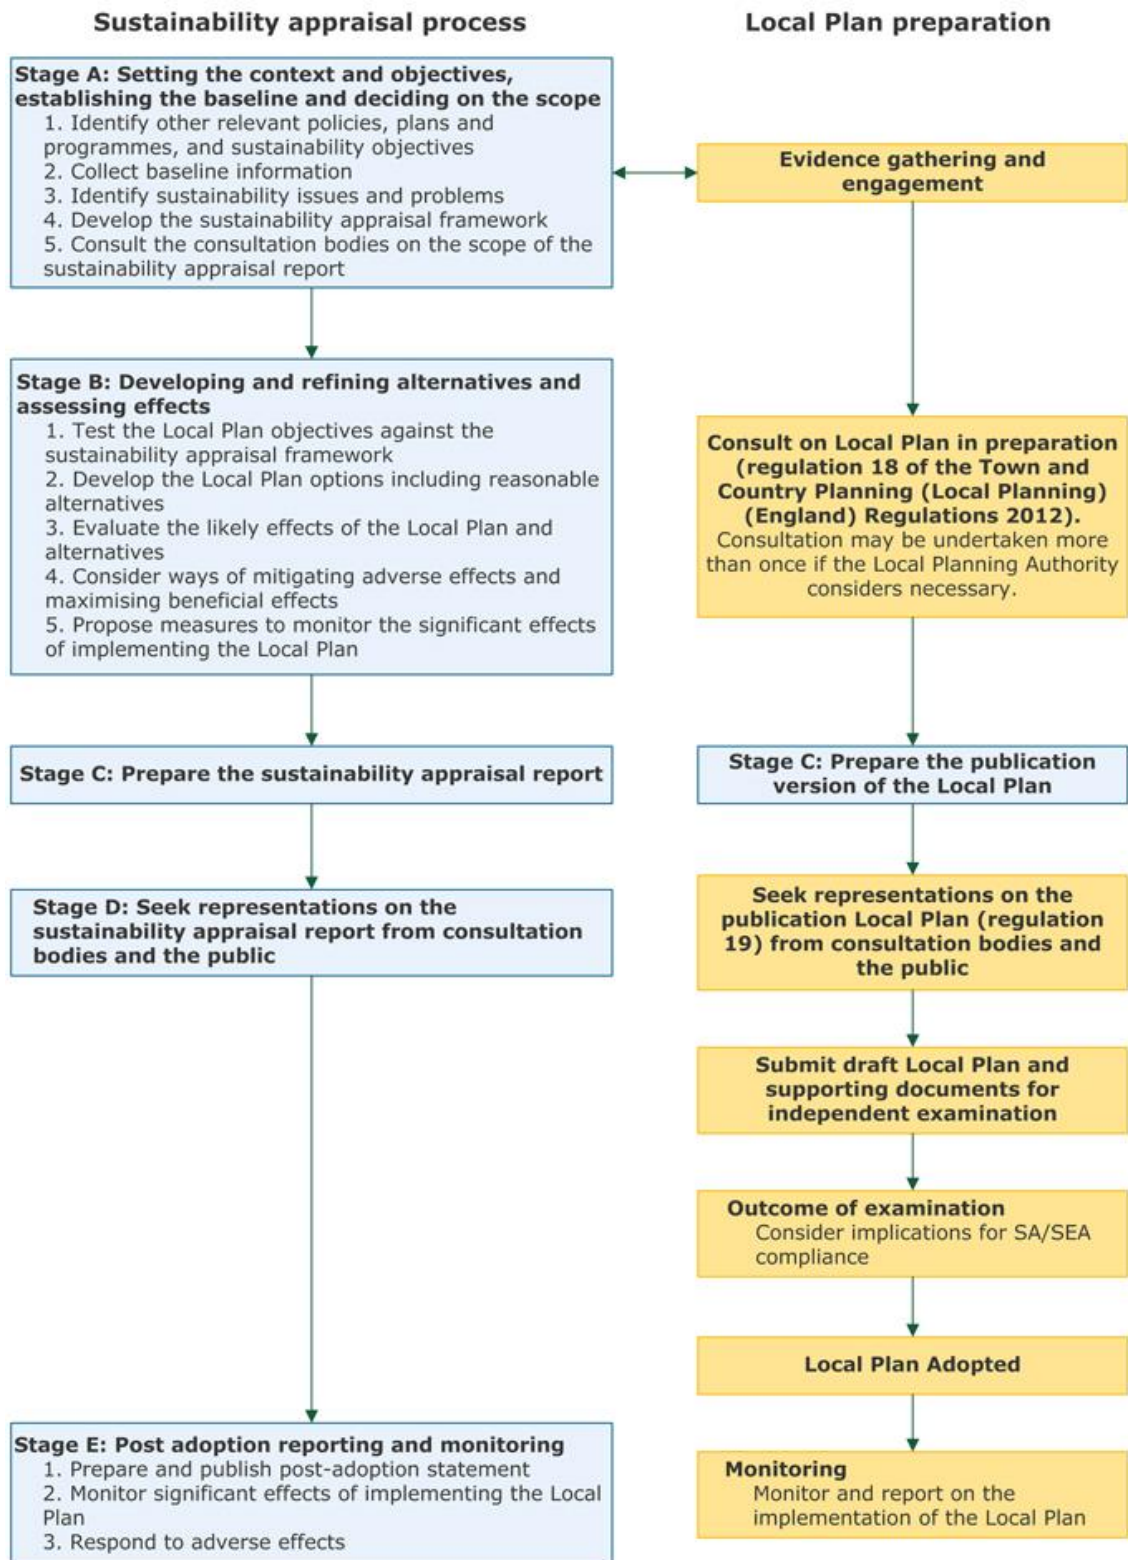 Sustainability appraisal process
Local Plan preparation
Stage A: Setting the context and objectives,
establishing the baseline and deciding on the scope
1. Identify other relevant policies, plans and
programmes, and sustainability objectives
2. Collect baseline information
3. Identify sustainability issues and problems
4. Develop the sustainability appraisal framework
5. Consult the consultation bodies on the scope of the
sustainability appraisal report
Evidence gathering and
engagement
Stage B: Developing and refining alternatives and
assessing effects
1. Test the Local Plan objectives against the
sustainability appraisal framework
2. Develop the Local Plan options including reasonable
alternatives
3. Evaluate the likely effects of the Local Plan and
alternatives
4. Consider ways of mitigating adverse effects and
maximising beneficial effects
5. Propose measures to monitor the significant effects
of implementing the Local Plan
Consult on Local Plan in preparation
(regulation 18 of the Town and
Country Planning (Local Planning)
(England) Regulations 2012).
Consultation may be undertaken more
than once if the Local Planning Authority
considers necessary.
Stage C: Prepare the sustainability appraisal report
Stage C: Prepare the publication
version of the Local Plan
Stage D: Seek representations on the
sustainability appraisal report from consultation
bodies and the public
Seek representations on the
publication Local Plan (regulation
19) from consultation bodies and
the public
Submit draft Local Plan and
supporting documents for
independent examination
Outcome of examination
Consider implications for SA/SEA
compliance
Local Plan Adopted
Stage E: Post adoption reporting and monitoring
1. Prepare and publish post-adoption statement
2. Monitor significant effects of implementing the Local
Plan
3. Respond to adverse effects
Monitoring
Monitor and report on the
implementation of the Local Plan